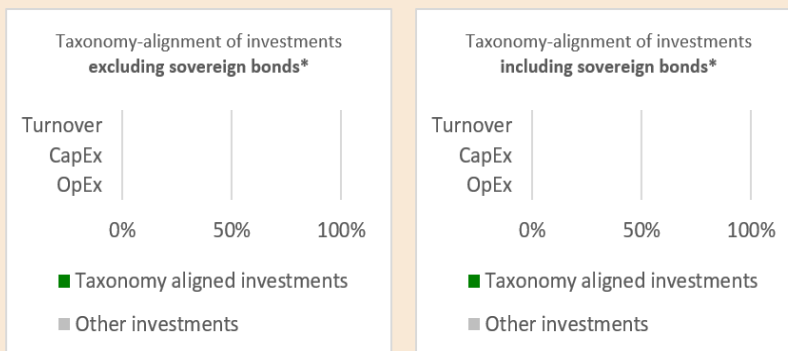 Taxonomy-alignment of investments
excluding sovereign bonds*
Turnover
CapEx
OpEx
0% 50% 100%
Taxonomy aligned investments
Other investments
Taxonomy-alignment of investments
including sovereign bonds*
Turnover
CapEx
OpEx
0% 50% 100%
Taxonomy aligned investments
Other investments